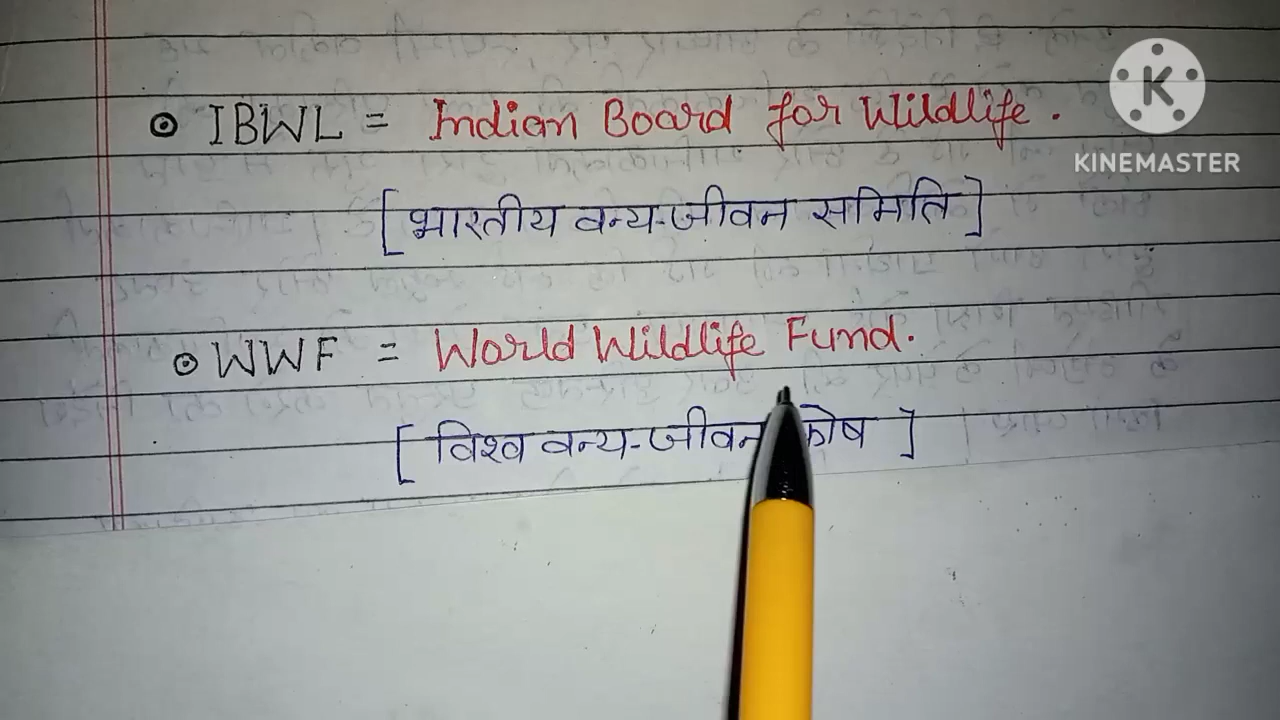 IBWL = Indian Board for Wildlife.
[भारतीय वन्य-जीवन समिति]
WWF = World Wildlife Fund.
[विश्व वन्य-जीवन कोष]
K
KINEMASTER